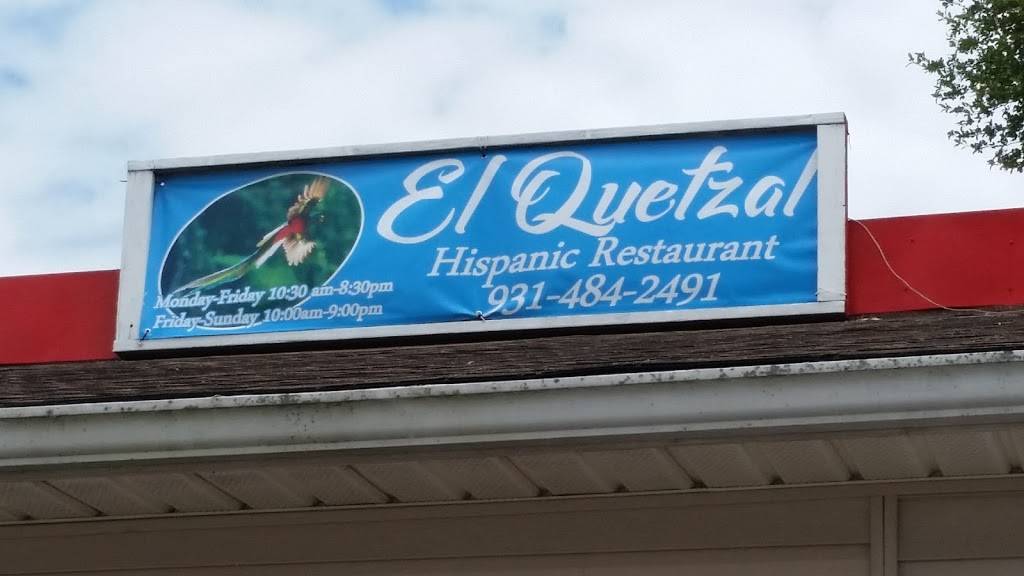 El Quetzal
Hispanic Restaurant
931-484-2491
Monday-Friday 10:30 am-8:30pm
Friday-Sunday 10:00am-9:00pm